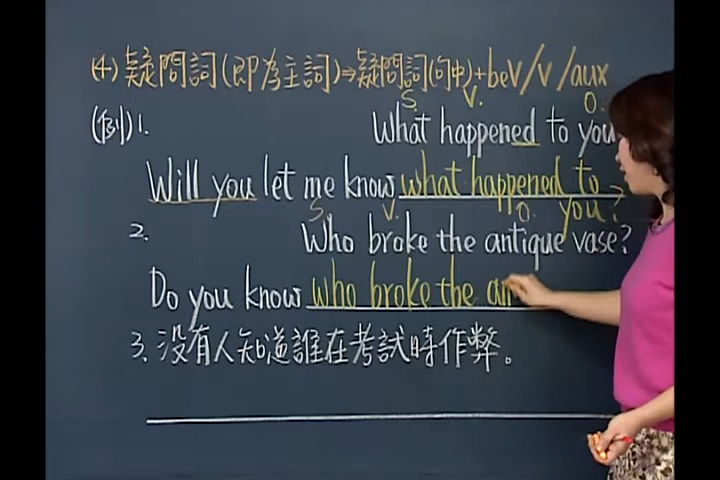 (4) 疑問詞(即為主詞)⇒疑問詞(句中)+beV/V/aux
S. V. O.
(例)1. What happened to you
Will you let me know what happened to you?
S. V. O.
2. Who broke the antique vase?
Do you know who broke the an
3. 沒有人知道誰在考試時作弊。